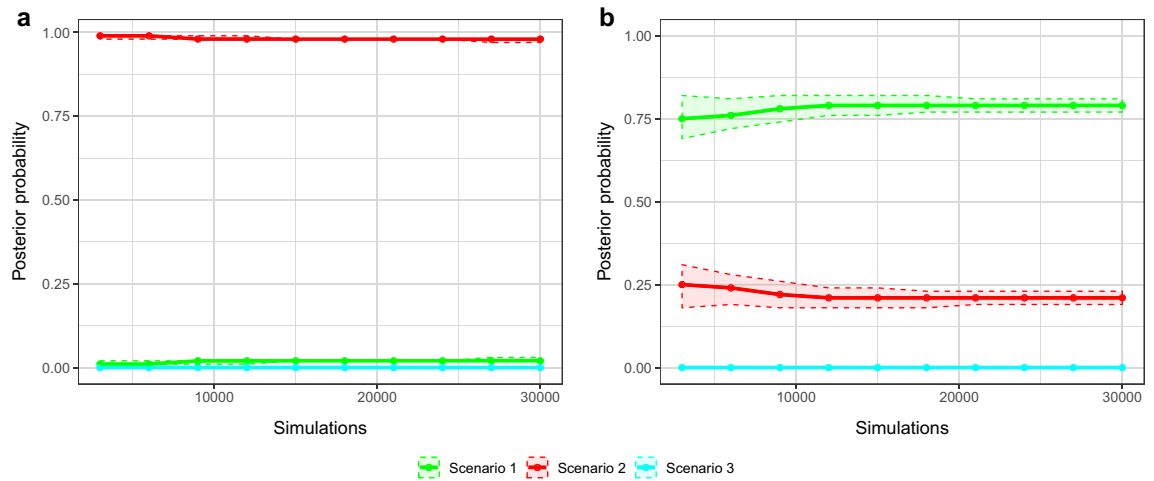 a
1.00
0.75
0.50
0.25
0.00
Posterior probability
10000
20000
30000
Simulations
b
1.00
0.75
0.50
0.25
0.00
Posterior probability
10000
20000
30000
Simulations
Scenario 1
Scenario 2
Scenario 3